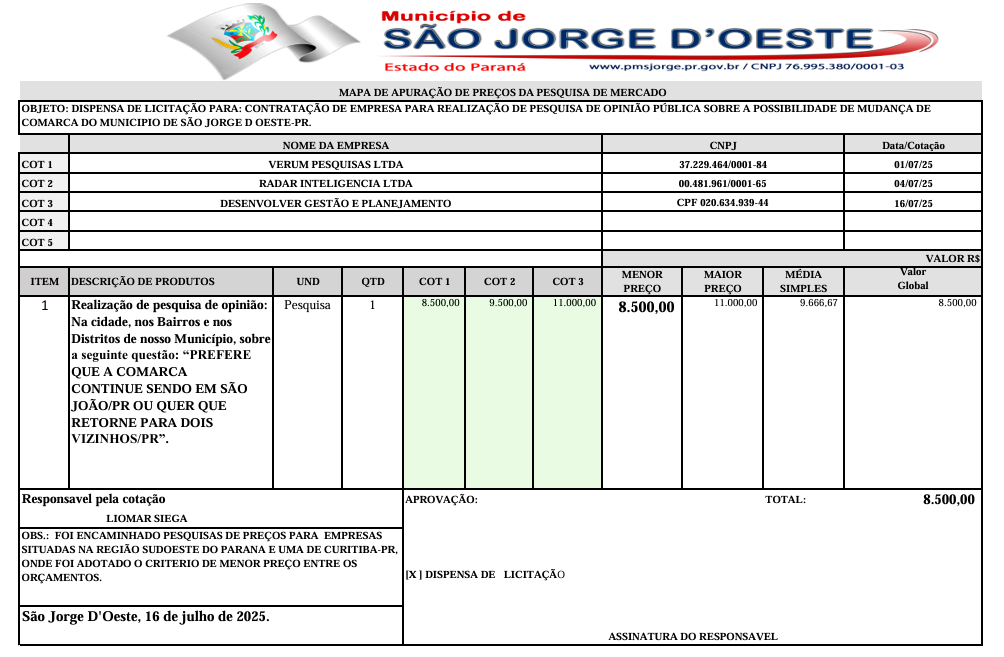 Município de
SÃO JORGE D'OESTE
Estado do Paraná
www.pmsjorge.pr.gov.br / CNPJ 76.995.380/0001-03
MAPA DE APURAÇÃO DE PREÇOS DA PESQUISA DE MERCADO
OBJETO: DISPENSA DE LICITAÇÃO PARA: CONTRATAÇÃO DE EMPRESA PARA REALIZAÇÃO DE PESQUISA DE OPINIÃO PÚBLICA SOBRE A POSSIBILIDADE DE MUDANÇA DE
COMARCA DO MUNICIPIO DE SÃO JORGE D OESTE-PR.
NOME DA EMPRESA CNPJ Data/Cotação
COT 1 VERUM PESQUISAS LTDA 37.229.464/0001-84 01/07/25
COT 2 RADAR INTELIGENCIA LTDA 00.481.961/0001-65 04/07/25
COT 3 DESENVOLVER GESTÃO E PLANEJAMENTO CPF 020.634.939-44 16/07/25
COT 4
COT 5
VALOR R$
ITEM DESCRIÇÃO DE PRODUTOS UND QTD COT 1 COT 2 COT 3 MENOR PREÇO MAIOR PREÇO MÉDIA SIMPLES Valor Global
1 Realização de pesquisa de opinião: Pesquisa 1 8.500,00 9.500,00 11.000,00 8.500,00 11.000,00 9.666,67 8.500,00
Na cidade, nos Bairros e nos
Distritos de nosso Município, sobre
a seguinte questão: “PREFERE
QUE A COMARCA
CONTINUE SENDO EM SÃO
JOÃO/PR OU QUER QUE
RETORNE PARA DOIS
VIZINHOS/PR”.
Responsavel pela cotação APROVAÇÃO: TOTAL: 8.500,00
LIOMAR SIEGA
OBS.: FOI ENCAMINHADO PESQUISAS DE PREÇOS PARA EMPRESAS
SITUADAS NA REGIÃO SUDOESTE DO PARANA E UMA DE CURITIBA-PR,
ONDE FOI ADOTADO O CRITERIO DE MENOR PREÇO ENTRE OS
ORÇAMENTOS.
[X ] DISPENSA DE LICITAÇÃO
São Jorge D'Oeste, 16 de julho de 2025.
ASSINATURA DO RESPONSAVEL